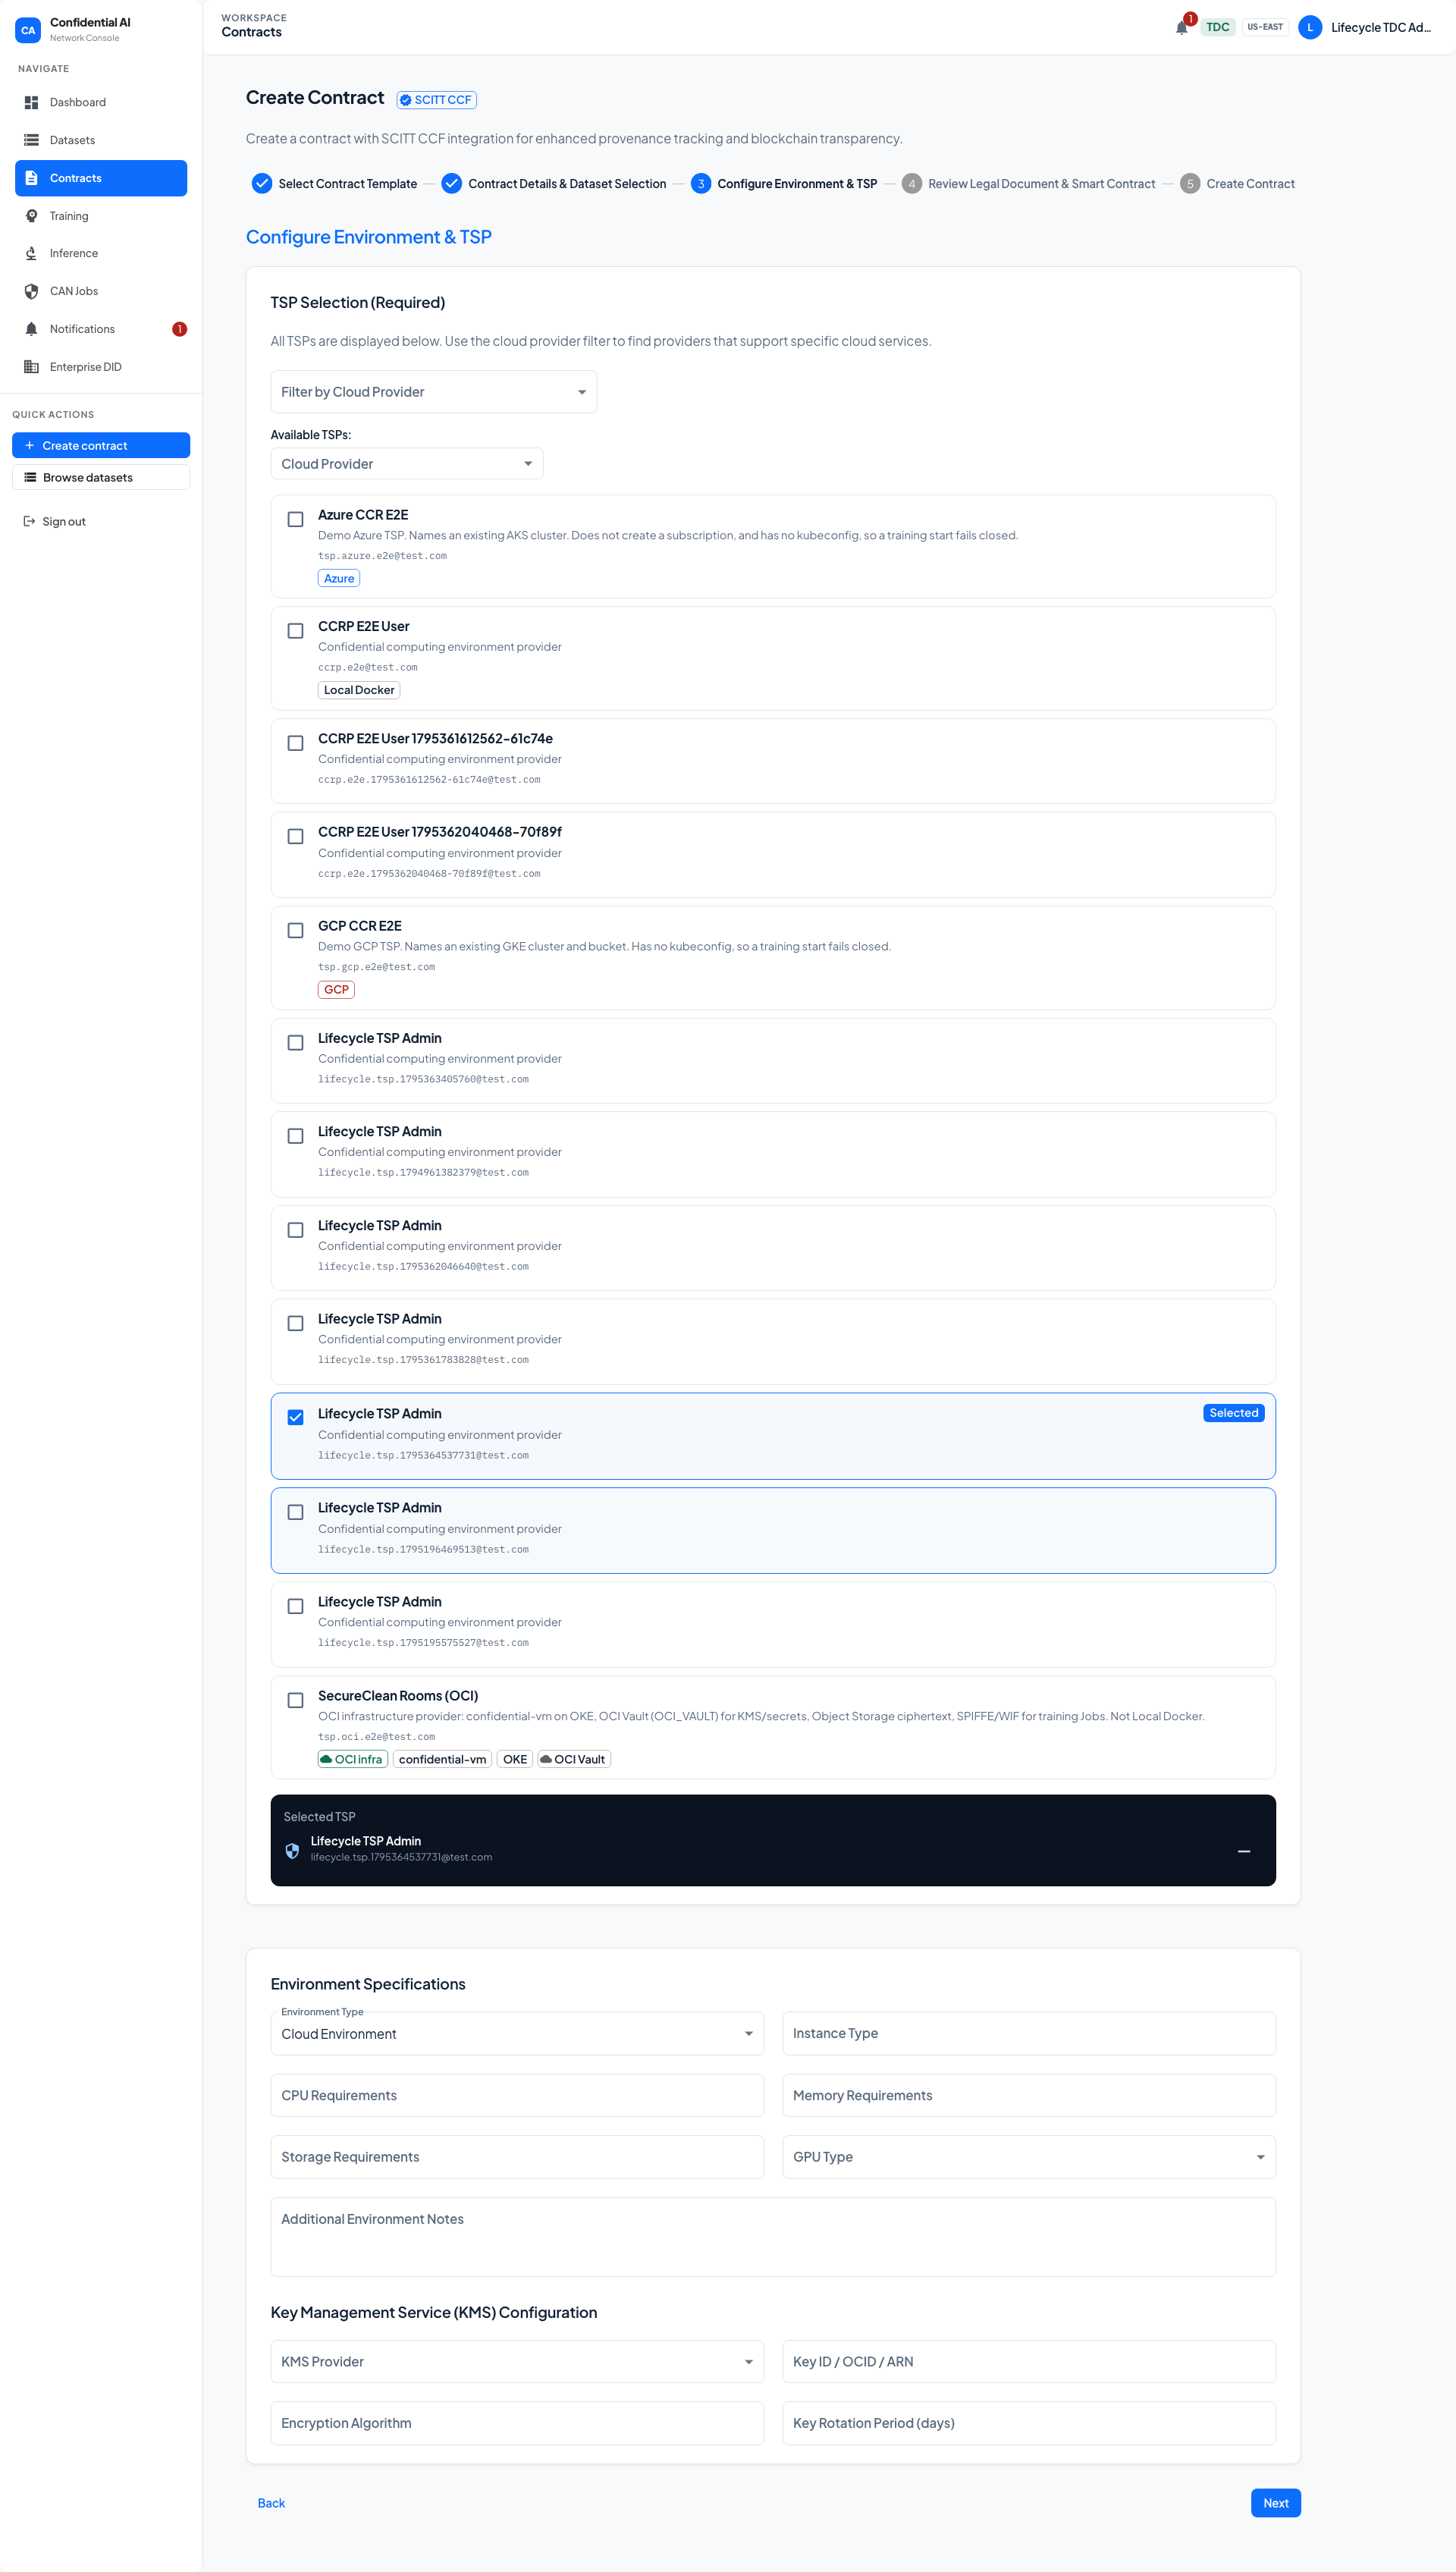 CA
Confidential AI
Network Console
NAVIGATE
Dashboard
Datasets
Contracts
Training
Inference
CAN Jobs
Notifications
1
Enterprise DID
QUICK ACTIONS
+ Create contract
Browse datasets
Sign out
WORKSPACE
Contracts
1
TDC
US-EAST
L
Lifecycle TDC Ad...
Create Contract
SCITT CCF
Create a contract with SCITT CCF integration for enhanced provenance tracking and blockchain transparency.
Select Contract Template
Contract Details & Dataset Selection
3 Configure Environment & TSP
4 Review Legal Document & Smart Contract
5 Create Contract
Configure Environment & TSP
TSP Selection (Required)
All TSPs are displayed below. Use the cloud provider filter to find providers that support specific cloud services.
Filter by Cloud Provider
Available TSPs:
Cloud Provider
Azure CCR E2E
Demo Azure TSP. Names an existing AKS cluster. Does not create a subscription, and has no kubeconfig, so a training start fails closed.
tsp.azure.e2e@test.com
Azure
CCRP E2E User
Confidential computing environment provider
ccrp.e2e@test.com
Local Docker
CCRP E2E User 1795361612562-61c74e
Confidential computing environment provider
ccrp.e2e.1795361612562-61c74e@test.com
CCRP E2E User 1795362040468-70f89f
Confidential computing environment provider
ccrp.e2e.1795362040468-70f89f@test.com
GCP CCR E2E
Demo GCP TSP. Names an existing GKE cluster and bucket. Has no kubeconfig, so a training start fails closed.
tsp.gcp.e2e@test.com
GCP
Lifecycle TSP Admin
Confidential computing environment provider
lifecycle.tsp.1795363405760@test.com
Lifecycle TSP Admin
Confidential computing environment provider
lifecycle.tsp.1794961382379@test.com
Lifecycle TSP Admin
Confidential computing environment provider
lifecycle.tsp.1795362046640@test.com
Lifecycle TSP Admin
Confidential computing environment provider
lifecycle.tsp.1795361783828@test.com
Lifecycle TSP Admin
Selected
Confidential computing environment provider
lifecycle.tsp.1795364537731@test.com
Lifecycle TSP Admin
Confidential computing environment provider
lifecycle.tsp.1795196469513@test.com
Lifecycle TSP Admin
Confidential computing environment provider
lifecycle.tsp.1795195575527@test.com
SecureClean Rooms (OCI)
OCI infrastructure provider: confidential-vm on OKE, OCI Vault (OCI_VAULT) for KMS/secrets, Object Storage ciphertext, SPIFFE/WIF for training Jobs. Not Local Docker.
tsp.oci.e2e@test.com
OCI infra
confidential-vm
OKE
OCI Vault
Selected TSP
Lifecycle TSP Admin
lifecycle.tsp.1795364537731@test.com
Environment Specifications
Environment Type
Cloud Environment
Instance Type
CPU Requirements
Memory Requirements
Storage Requirements
GPU Type
Additional Environment Notes
Key Management Service (KMS) Configuration
KMS Provider
Key ID / OCID / ARN
Encryption Algorithm
Key Rotation Period (days)
Back
Next